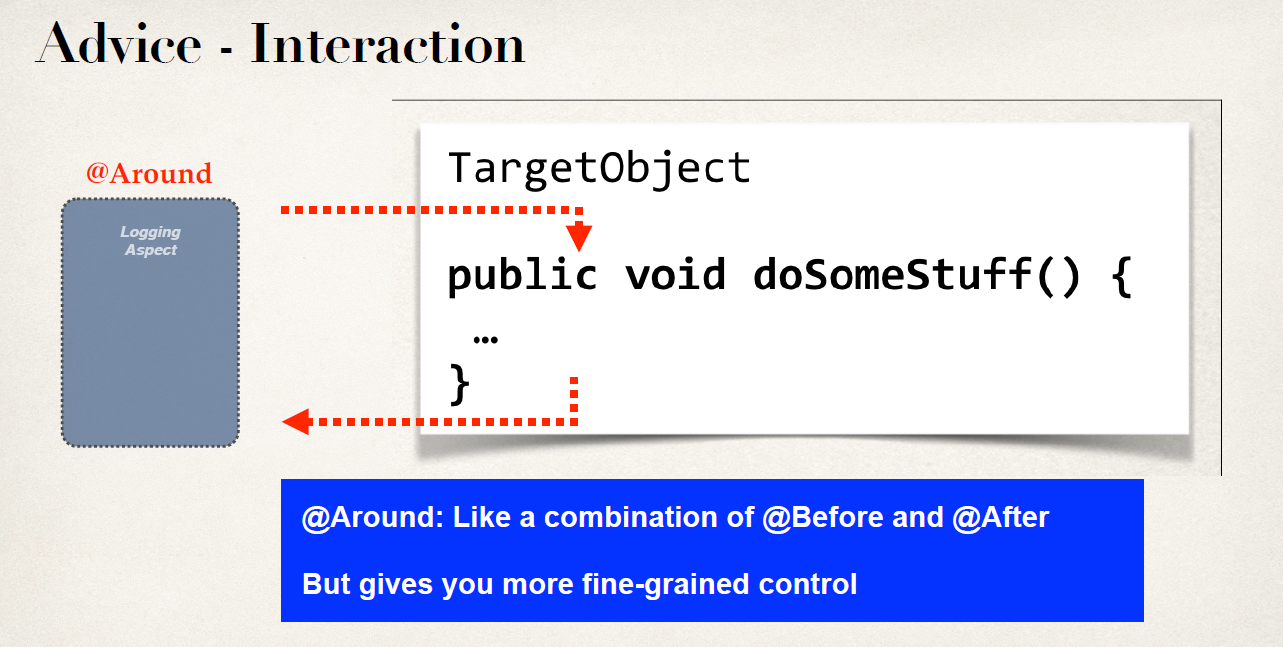 Advice - Interaction
@Around
Logging
Aspect
TargetObject
public void doSomeStuff() {
…
}
@Around: Like a combination of @Before and @After
But gives you more fine-grained control